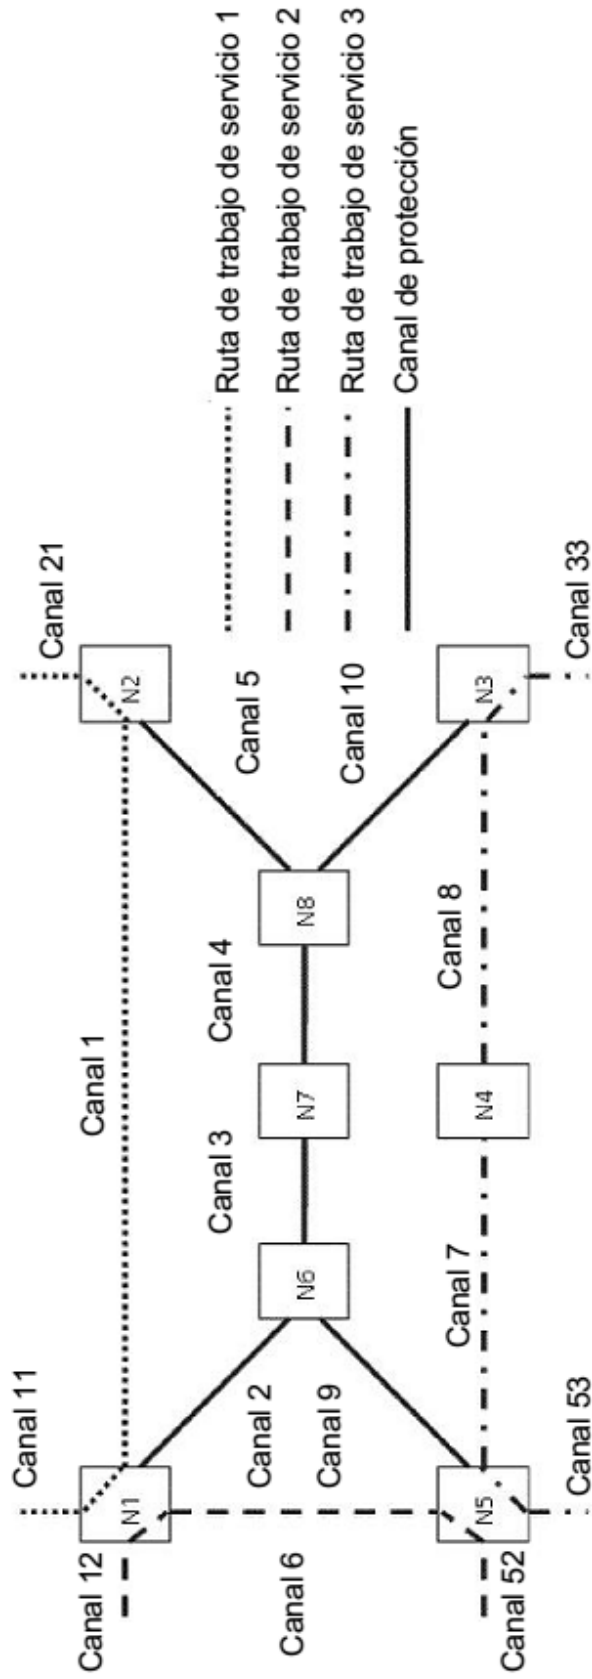 Canal 11
Canal 21
Canal 12
N1
Canal 1
N2
Canal 2
Canal 3
Canal 4
Canal 5
Canal 6
N6
N7
N8
Canal 9
Canal 10
Canal 7
Canal 8
N5
N4
N3
Canal 52
Canal 53
Canal 33
Ruta de trabajo de servicio 1
Ruta de trabajo de servicio 2
Ruta de trabajo de servicio 3
Canal de protección